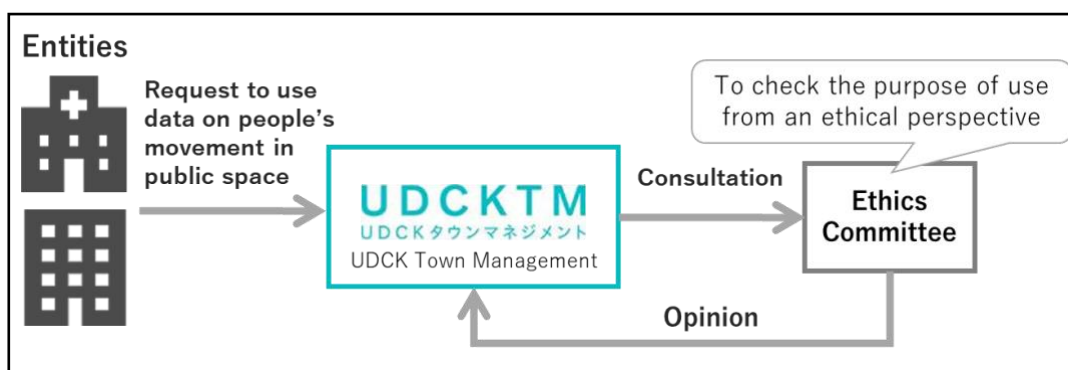 Entities
Request to use
data on people's
movement in
public space
UDCKTM
UDCKタウンマネジメント
UDCK Town Management
Consultation
To check the purpose of use
from an ethical perspective
Ethics
Committee
Opinion